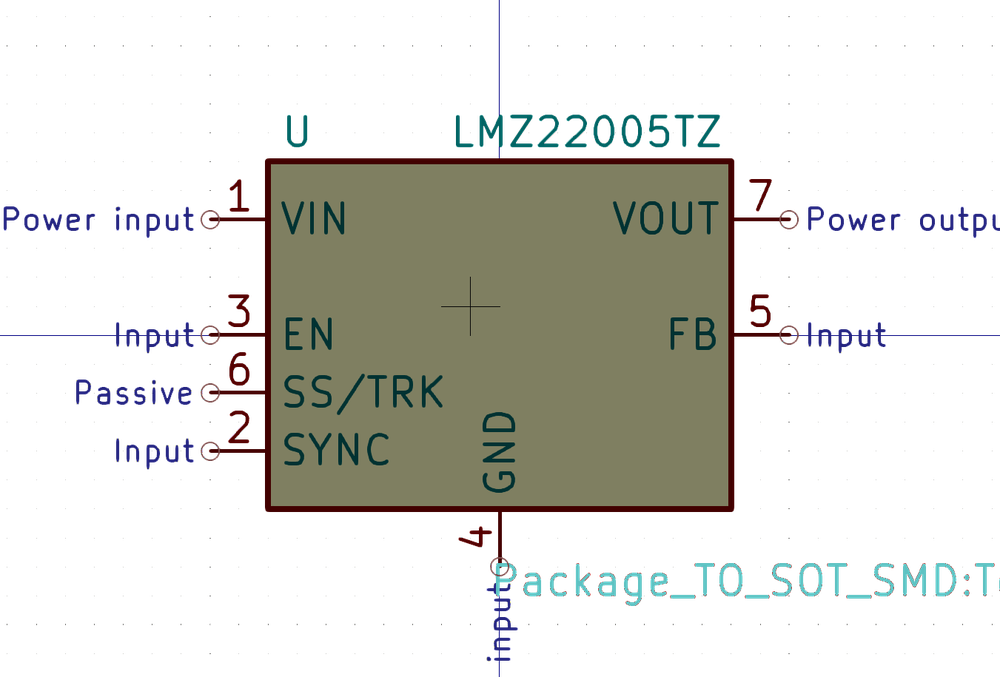 U LMZ22005TZ
1 7
Power input VIN VOUT Power outpu
3 5
Input EN FB Input
6
Passive SS/TRK
2
Input SYNC
GND
4
Package_TO_SOT_SMD:T
input